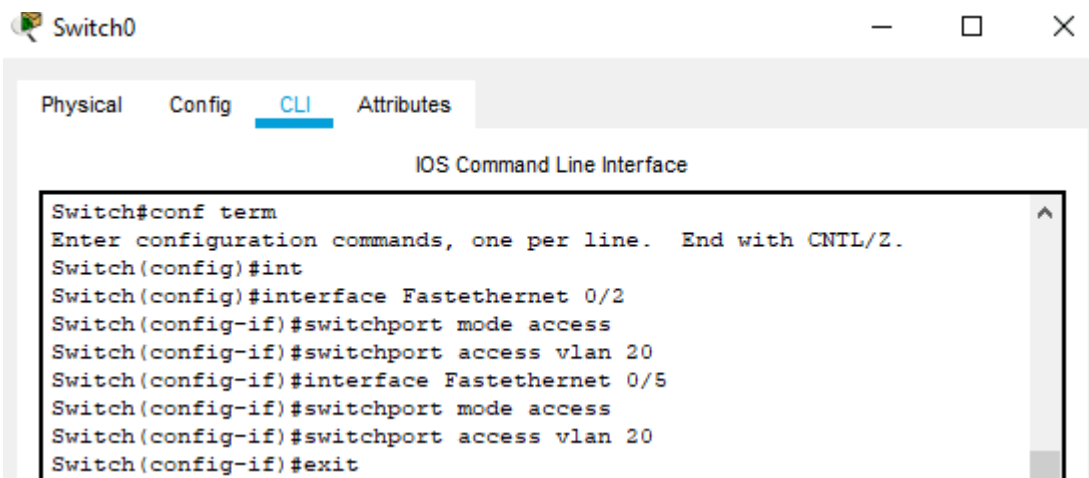 Switch0
Physical Config CLI Attributes
IOS Command Line Interface
Switch#conf term
Enter configuration commands, one per line.  End with CNTL/Z.
Switch(config)#int
Switch(config)#interface Fastethernet 0/2
Switch(config-if)#switchport mode access
Switch(config-if)#switchport access vlan 20
Switch(config-if)#interface Fastethernet 0/5
Switch(config-if)#switchport mode access
Switch(config-if)#switchport access vlan 20
Switch(config-if)#exit